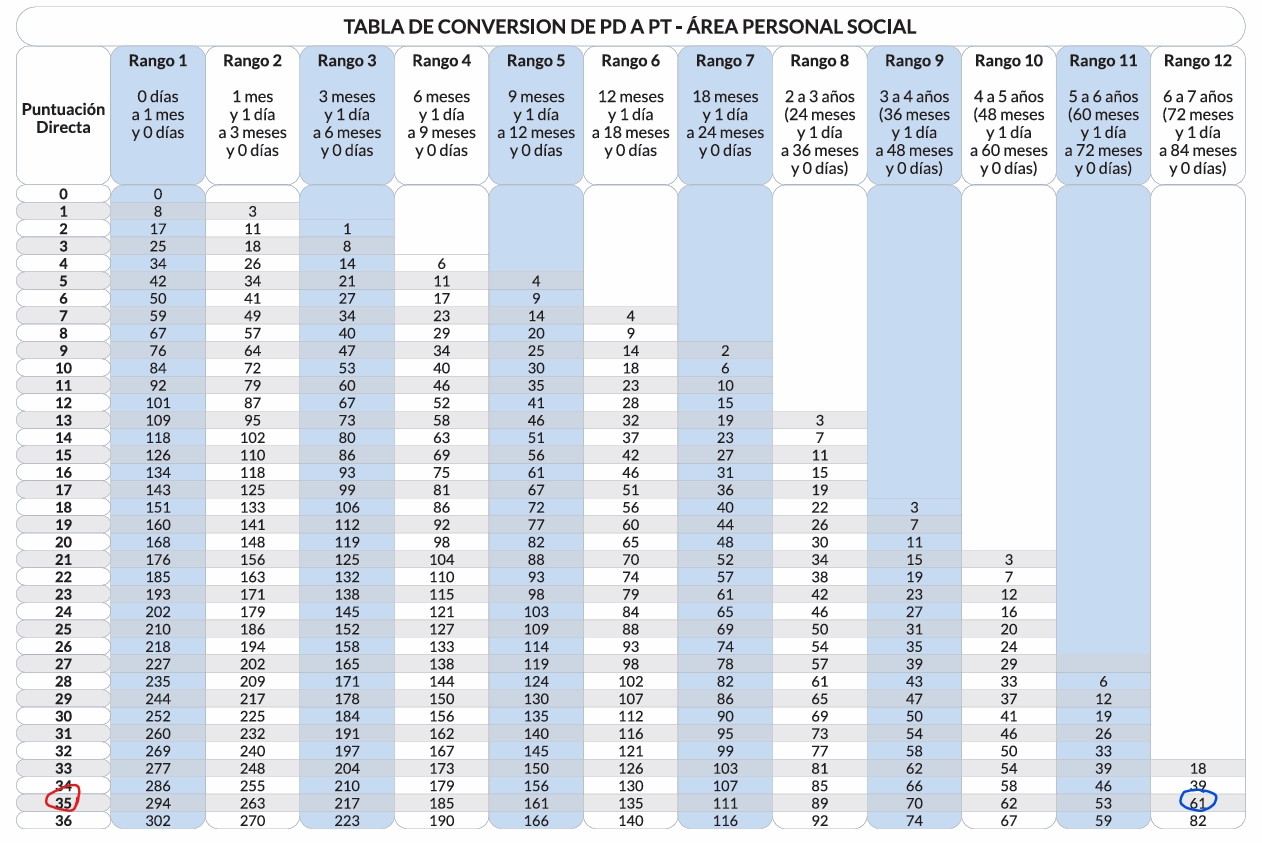 TABLA DE CONVERSION DE PD A PT - ÁREA PERSONAL SOCIAL
Puntuación Directa Rango 1 Rango 2 Rango 3 Rango 4 Rango 5 Rango 6 Rango 7 Rango 8 Rango 9 Rango 10 Rango 11 Rango 12
0 días 1 mes 3 meses 6 meses 9 meses 12 meses 18 meses 2 a 3 años 3 a 4 años 4 a 5 años 5 a 6 años 6 a 7 años
a 1 mes y 1 día y 1 día y 1 día y 1 día y 1 día y 1 día (24 meses (36 meses (48 meses (60 meses (72 meses
y 0 días a 3 meses a 6 meses a 9 meses a 12 meses a 18 meses a 24 meses y 1 día y 1 día y 1 día y 1 día y 1 día
y 0 días y 0 días y 0 días y 0 días y 0 días y 0 días a 36 meses a 48 meses a 60 meses a 72 meses a 84 meses
y 0 días) y 0 días) y 0 días) y 0 días) y 0 días)
0 0
1 8 3
2 17 11 1
3 25 18 8
4 34 26 14 6
5 42 34 21 11 4
6 50 41 27 17 9
7 59 49 34 23 14 4
8 67 57 40 29 20 9
9 76 64 47 34 25 14 2
10 84 72 53 40 30 18 6
11 92 79 60 46 35 23 10
12 101 87 67 52 41 28 15
13 109 95 73 58 46 32 19 3
14 118 102 80 63 51 37 23 7
15 126 110 86 69 56 42 27 11
16 134 118 93 75 61 46 31 15
17 143 125 99 81 67 51 36 19
18 151 133 106 86 72 56 40 22 3
19 160 141 112 92 77 60 44 26 7
20 168 148 119 98 82 65 48 30 11
21 176 156 125 104 88 70 52 34 15 3
22 185 163 132 110 93 74 57 38 19 7
23 193 171 138 115 98 79 61 42 23 12
24 202 179 145 121 103 84 65 46 27 16
25 210 186 152 127 109 88 69 50 31 20
26 218 194 158 133 114 93 74 54 35 24
27 227 202 165 138 119 98 78 57 39 29
28 235 209 171 144 124 102 82 61 43 33 6
29 244 217 178 150 130 107 86 65 47 37 12
30 252 225 184 156 135 112 90 69 50 41 19
31 260 232 191 162 140 116 95 73 54 46 26
32 269 240 197 167 145 121 99 77 58 50 33
33 277 248 204 173 150 126 103 81 62 54 39 18
34 286 255 210 179 156 130 107 85 66 58 46 39
35 294 263 217 185 161 135 111 89 70 62 53 61
36 302 270 223 190 166 140 116 92 74 67 59 82